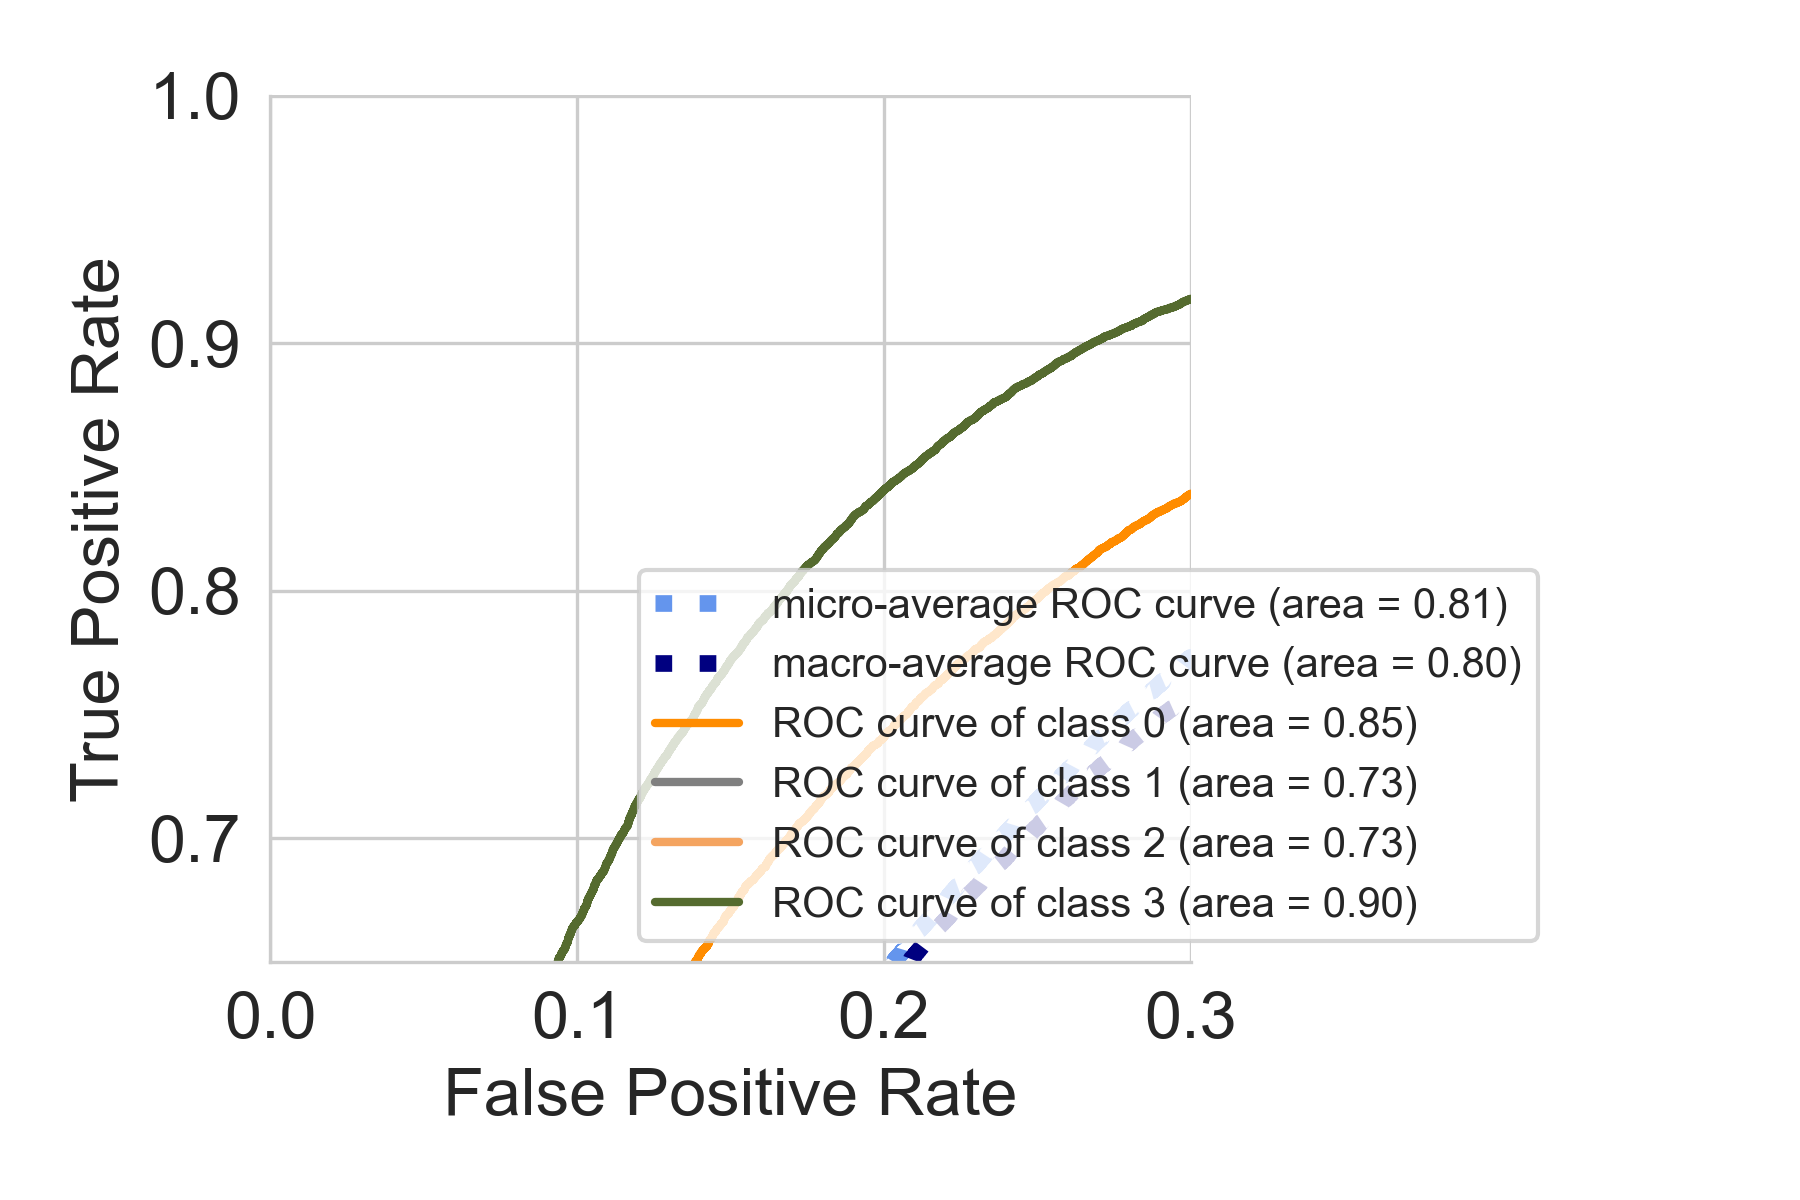 1.0
0.9
0.8
0.7
True Positive Rate
micro-average ROC curve (area = 0.81)
macro-average ROC curve (area = 0.80)
ROC curve of class 0 (area = 0.85)
ROC curve of class 1 (area = 0.73)
ROC curve of class 2 (area = 0.73)
ROC curve of class 3 (area = 0.90)
0.0 0.1 0.2 0.3
False Positive Rate